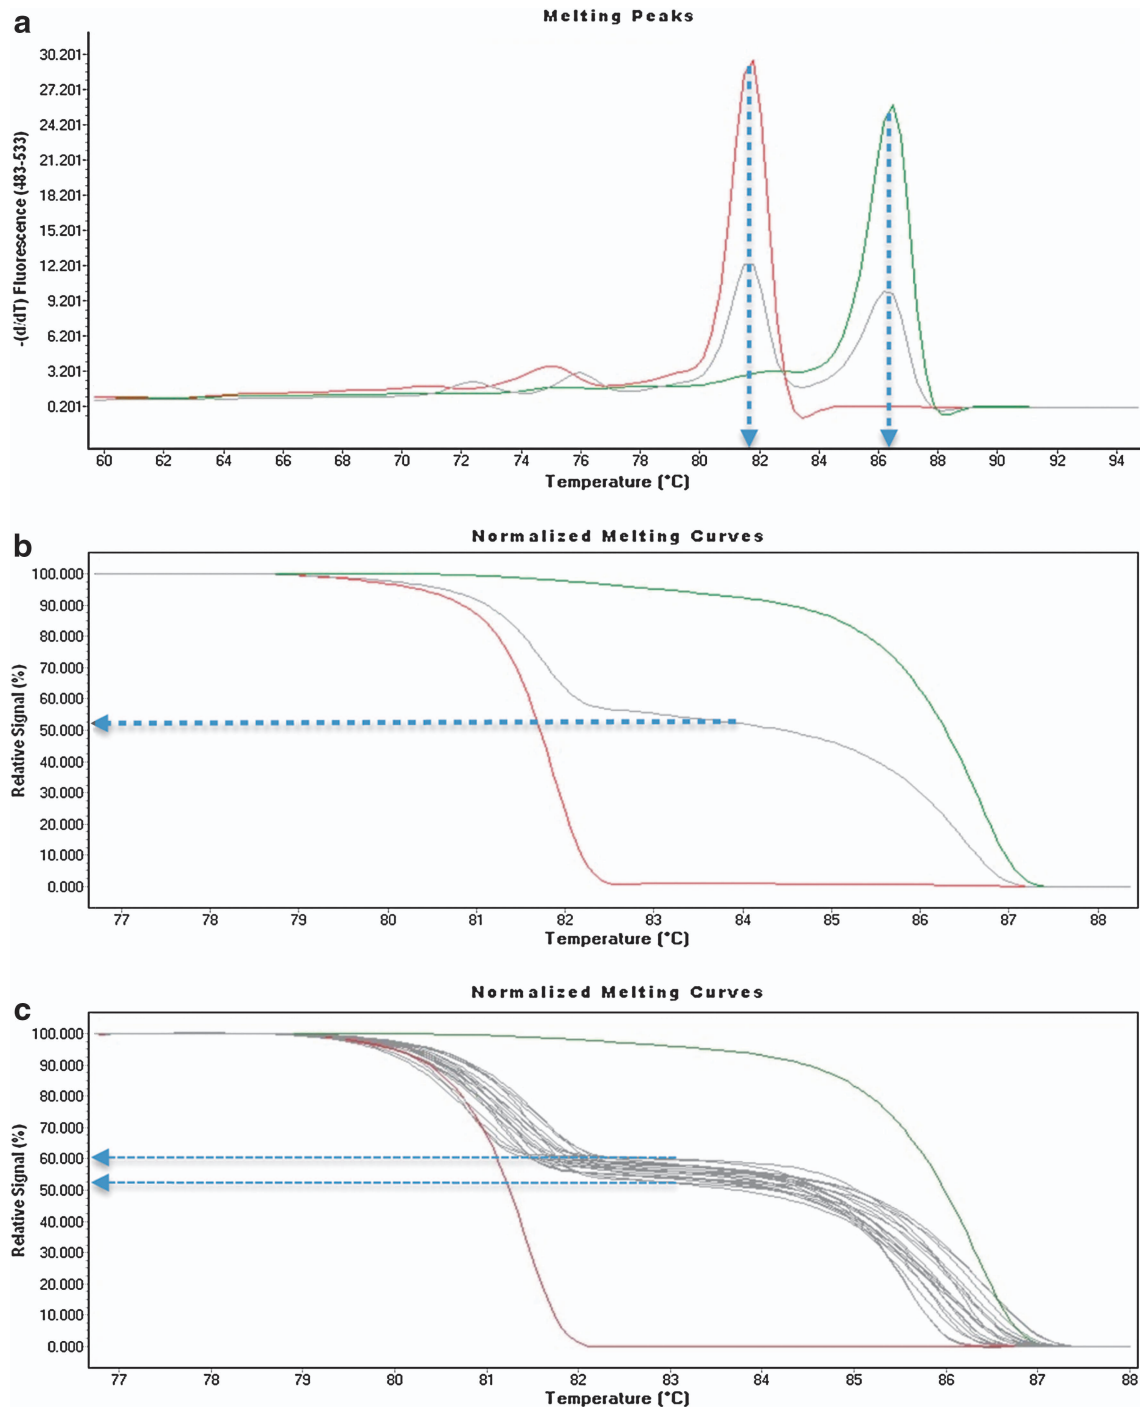 a
Melting Peaks
-(d/dT) Fluorescence (483-533)
30.201
27.201
24.201
21.201
18.201
15.201
12.201
9.201
6.201
3.201
0.201
60 62 64 66 68 70 72 74 76 78 80 82 84 86 88 90 92 94
Temperature (°C)
b
Normalized Melting Curves
Relative Signal (%)
100.000
90.000
80.000
70.000
60.000
50.000
40.000
30.000
20.000
10.000
0.000
77 78 79 80 81 82 83 84 85 86 87 88
Temperature (°C)
c
Normalized Melting Curves
Relative Signal (%)
100.000
90.000
80.000
70.000
60.000
50.000
40.000
30.000
20.000
10.000
0.000
77 78 79 80 81 82 83 84 85 86 87 88
Temperature (°C)